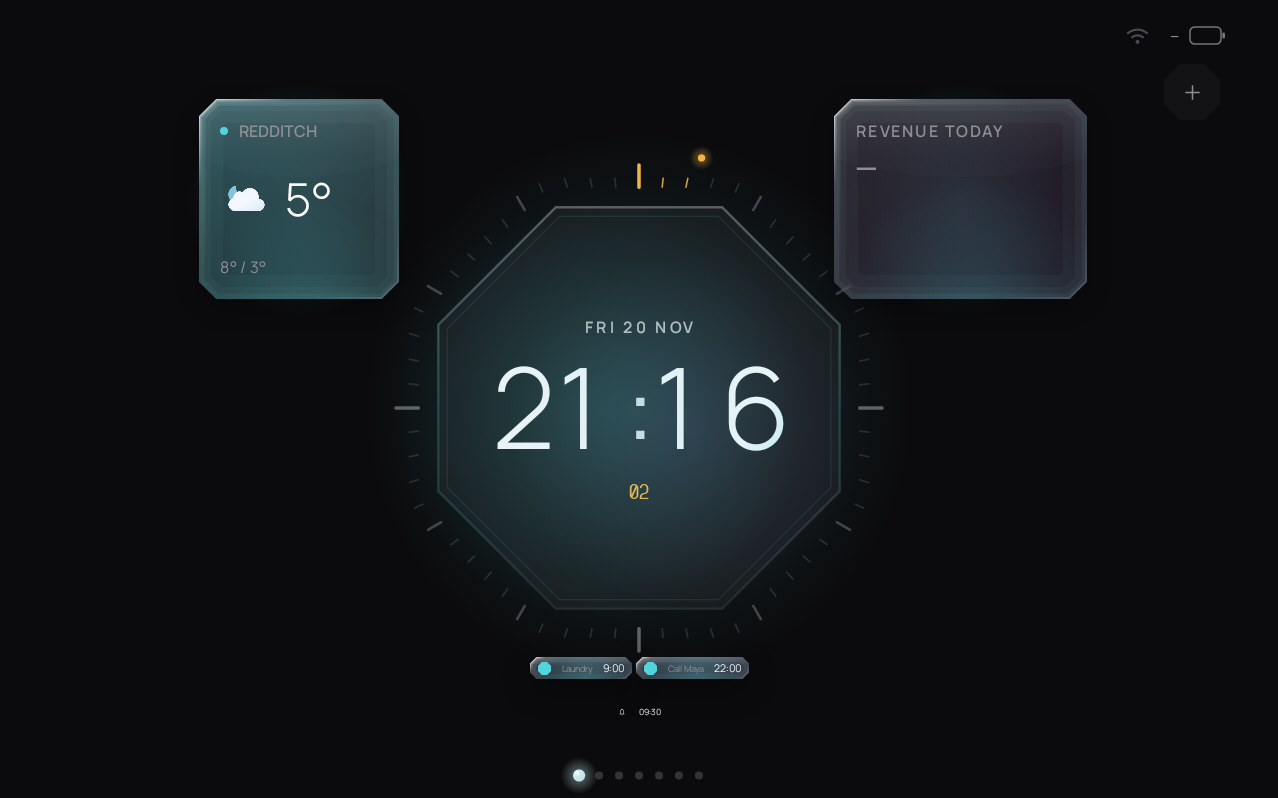 –
REDDITCH
5°
8° / 3°
REVENUE TODAY
—
FRI 20 NOV
21:16
02
Laundry 9:00
Call Maya 22:00
09:30